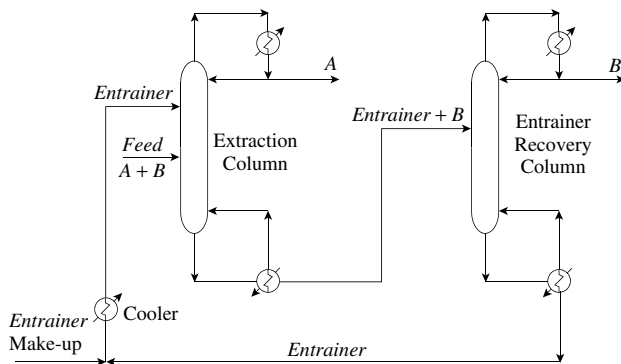 A
B
Entrainer
Entrainer + B
Feed
A + B
Extraction
Column
Entrainer
Recovery
Column
Cooler
Entrainer
Make-up
Entrainer